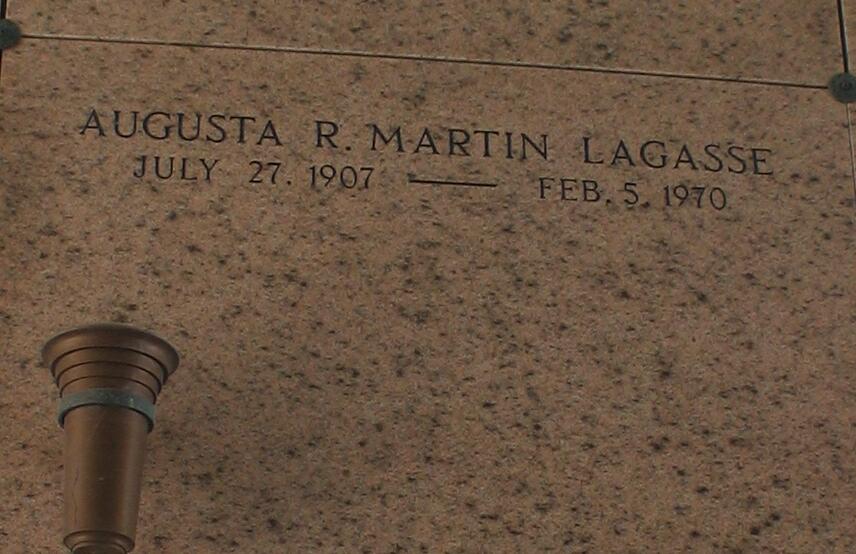 AUGUSTA R. MARTIN LAGASSE
JULY 27. 1907 — FEB. 5. 1970